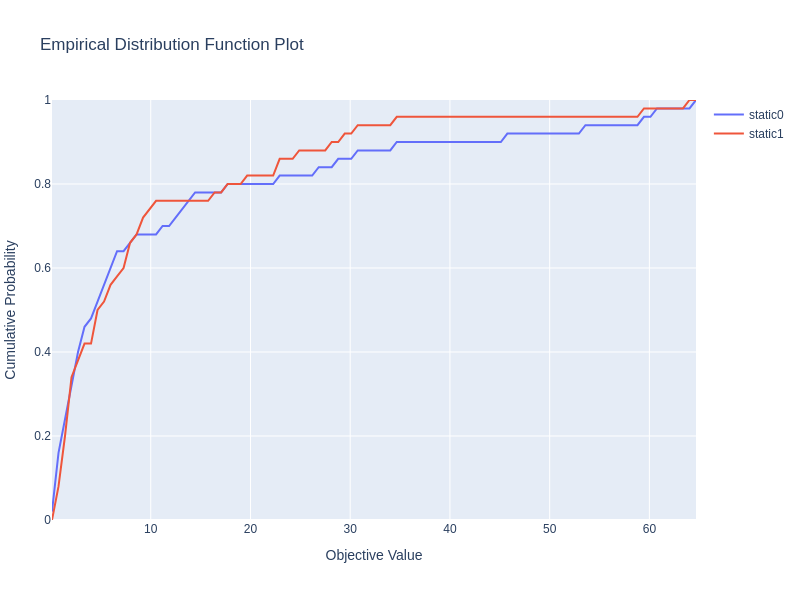 Empirical Distribution Function Plot
static0
static1
Cumulative Probability
1
0.8
0.6
0.4
0.2
0
10
20
30
40
50
60
Objective Value